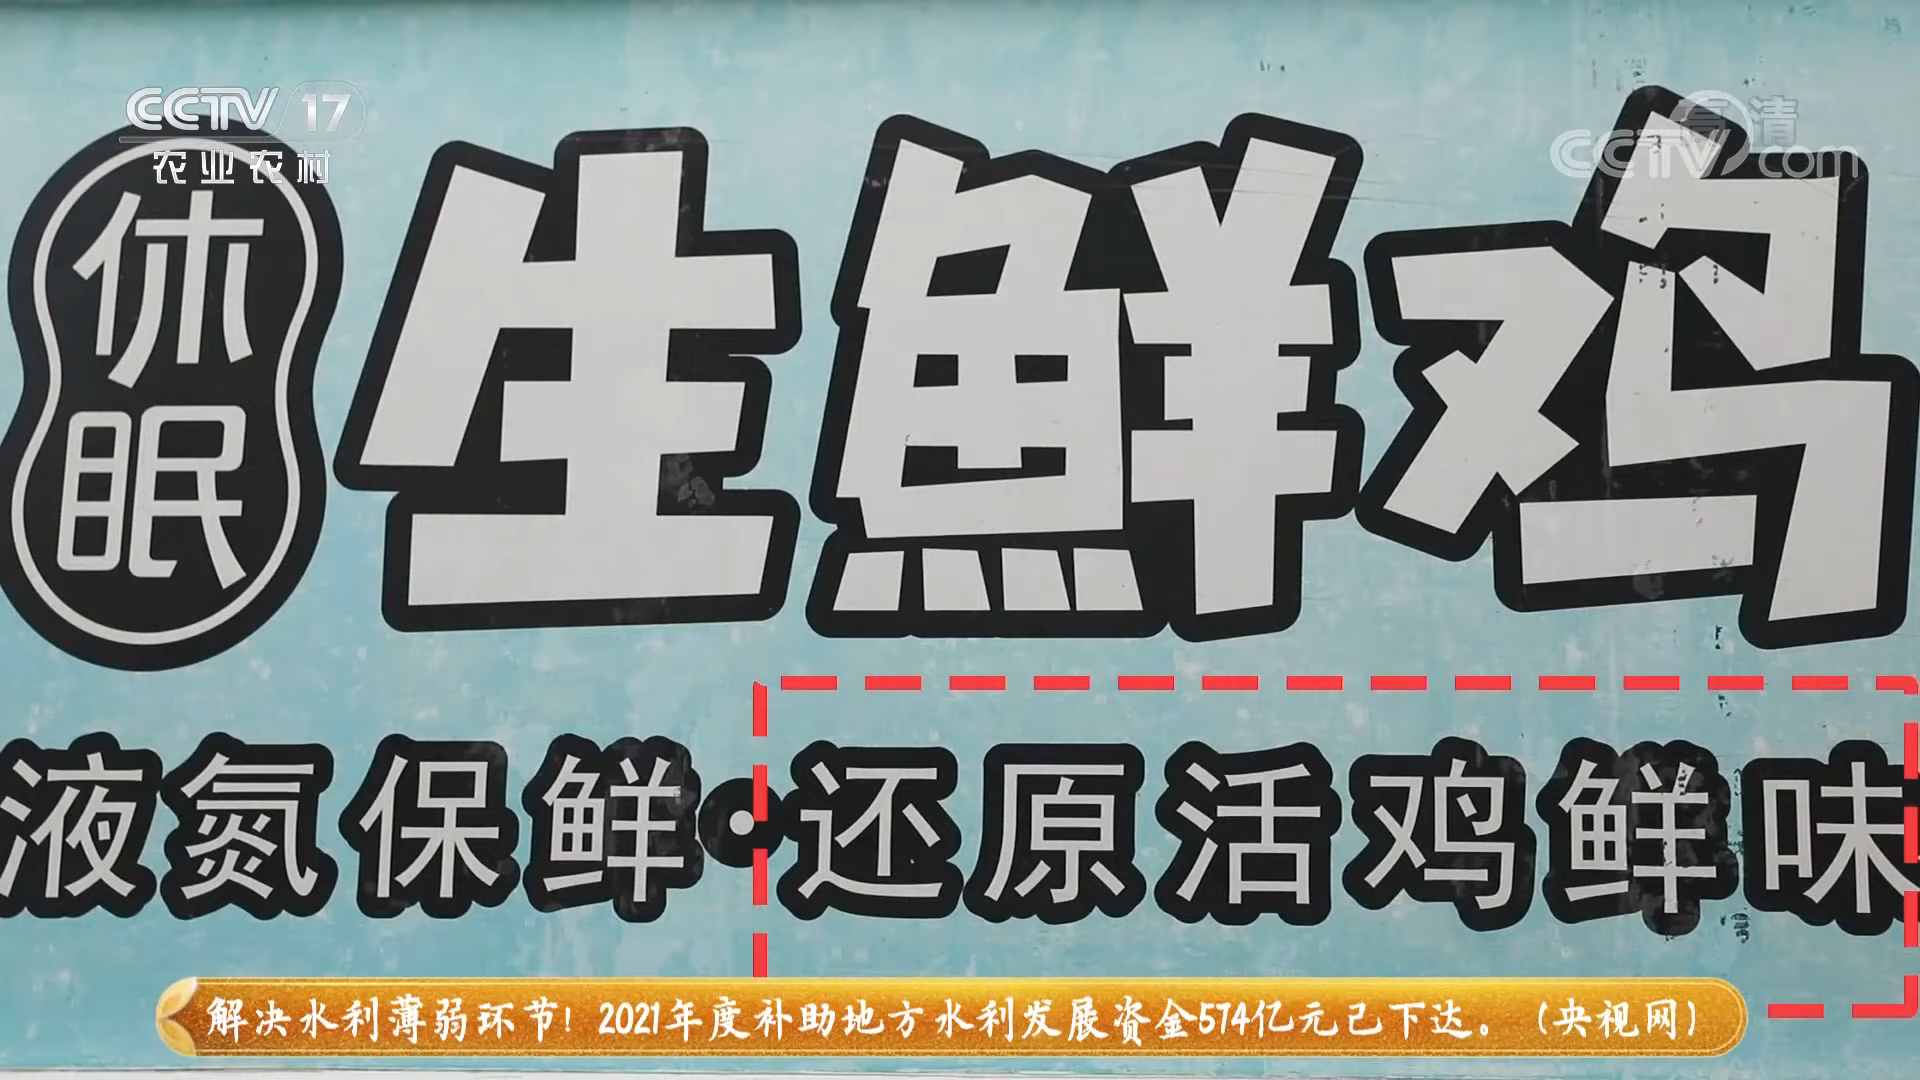 CCTV 17
农业农村
高清
CCTV.com
休眠
生鲜鸡
液氮保鲜·还原活鸡鲜味
解决水利薄弱环节！2021年度补助地方水利发展资金574亿元已下达。（央视网）